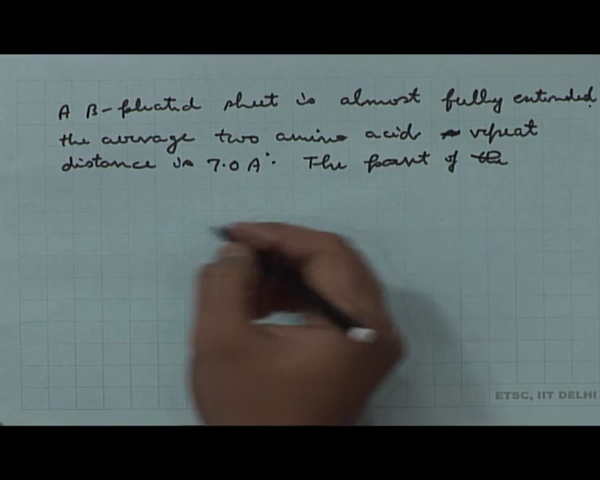 A β-pleated sheet is almost fully extended.
the average two amino acid repeat
distance is 7.0 A°. The part of the
ETSC, IIT DELHI